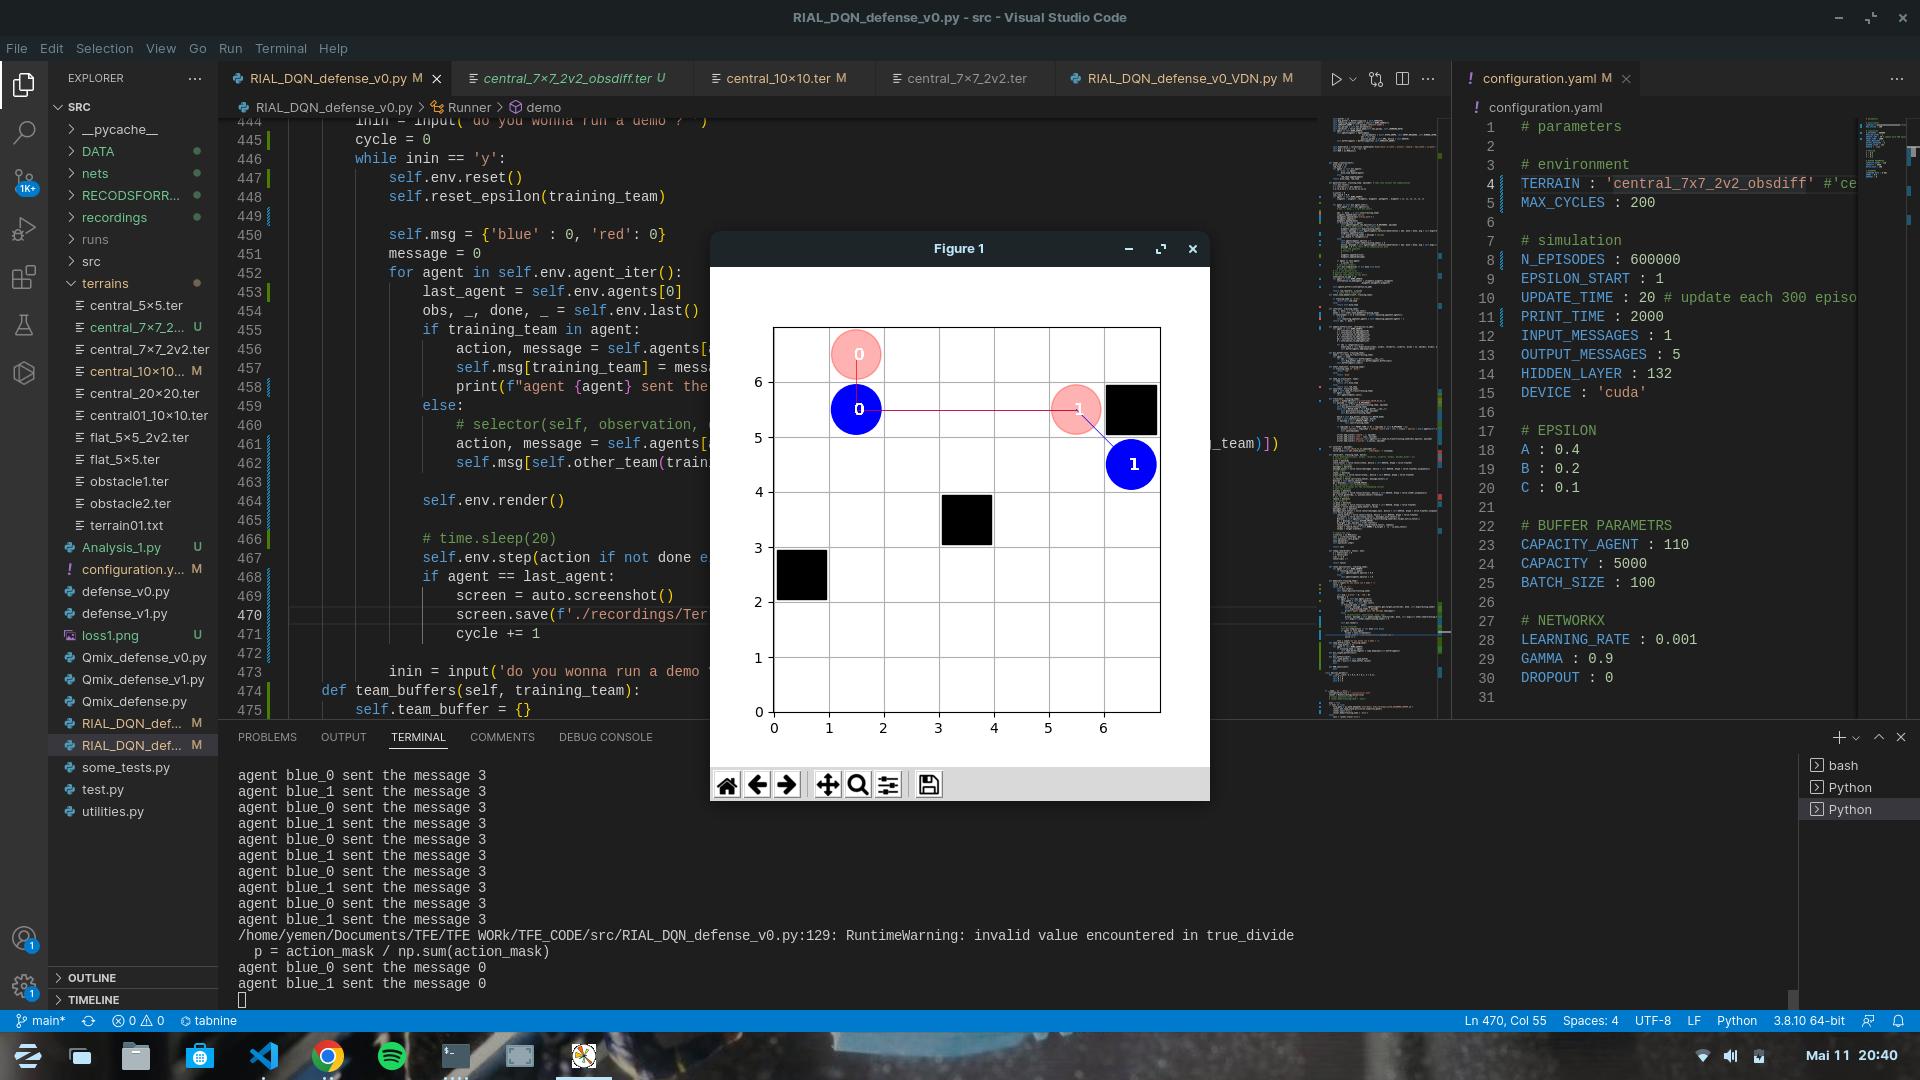 RIAL_DQN_defense_v0.py - src - Visual Studio Code
File Edit Selection View Go Run Terminal Help
EXPLORER
SRC
__pycache__
DATA
nets
RECODSFORR...
recordings
runs
src
terrains
central_5×5.ter
central_7×7_2... U
central_7×7_2v2.ter
central_10×10... M
central_20×20.ter
central01_10×10.ter
flat_5×5_2v2.ter
flat_5×5.ter
obstacle1.ter
obstacle2.ter
terrain01.txt
Analysis_1.py U
configuration.y... M
defense_v0.py
defense_v1.py
loss1.png U
Qmix_defense_v0.py
Qmix_defense_v1.py
Qmix_defense.py
RIAL_DQN_def... M
RIAL_DQN_def... M
some_tests.py
test.py
utilities.py
OUTLINE
TIMELINE
1K+
1
1
RIAL_DQN_defense_v0.py M central_7×7_2v2_obsdiff.ter U central_10×10.ter M central_7×7_2v2.ter RIAL_DQN_defense_v0_VDN.py M
RIAL_DQN_defense_v0.py > Runner > demo
444 inin = input('do you wonna run a demo ? ')
445 cycle = 0
446 while inin == 'y':
447 self.env.reset()
448 self.reset_epsilon(training_team)
449
450 self.msg = {'blue' : 0, 'red': 0}
451 message = 0
452 for agent in self.env.agent_iter():
453 last_agent = self.env.agents[0]
454 obs, _, done, _ = self.env.last()
455 if training_team in agent:
456 action, message = self.agents[
457 self.msg[training_team] = mess
458 print(f"agent {agent} sent the
459 else:
460 # selector(self, observation,
461 action, message = self.agents[ _team)])
462 self.msg[self.other_team(train
463
464 self.env.render()
465
466 # time.sleep(20)
467 self.env.step(action if not done e
468 if agent == last_agent:
469 screen = auto.screenshot()
470 screen.save(f'./recordings/Ter
471 cycle += 1
472
473 inin = input('do you wonna run a demo
474 def team_buffers(self, training_team):
475 self.team_buffer = {}
Figure 1
0
0
1
1
6
5
4
3
2
1
0
0 1 2 3 4 5 6
configuration.yaml M
configuration.yaml
1 # parameters
2
3 # environment
4 TERRAIN : 'central_7x7_2v2_obsdiff' #'ce
5 MAX_CYCLES : 200
6
7 # simulation
8 N_EPISODES : 600000
9 EPSILON_START : 1
10 UPDATE_TIME : 20 # update each 300 episo
11 PRINT_TIME : 2000
12 INPUT_MESSAGES : 1
13 OUTPUT_MESSAGES : 5
14 HIDDEN_LAYER : 132
15 DEVICE : 'cuda'
16
17 # EPSILON
18 A : 0.4
19 B : 0.2
20 C : 0.1
21
22 # BUFFER PARAMETRS
23 CAPACITY_AGENT : 110
24 CAPACITY : 5000
25 BATCH_SIZE : 100
26
27 # NETWORKX
28 LEARNING_RATE : 0.001
29 GAMMA : 0.9
30 DROPOUT : 0
31
PROBLEMS OUTPUT TERMINAL COMMENTS DEBUG CONSOLE
agent blue_0 sent the message 3
agent blue_1 sent the message 3
agent blue_0 sent the message 3
agent blue_1 sent the message 3
agent blue_0 sent the message 3
agent blue_1 sent the message 3
agent blue_0 sent the message 3
agent blue_1 sent the message 3
agent blue_0 sent the message 3
agent blue_1 sent the message 3
/home/yemen/Documents/TFE/TFE WORk/TFE_CODE/src/RIAL_DQN_defense_v0.py:129: RuntimeWarning: invalid value encountered in true_divide
p = action_mask / np.sum(action_mask)
agent blue_0 sent the message 0
agent blue_1 sent the message 0
bash
Python
Python
main* 0 0 tabnine
Ln 470, Col 55 Spaces: 4 UTF-8 LF Python 3.8.10 64-bit
Mai 11 20:40